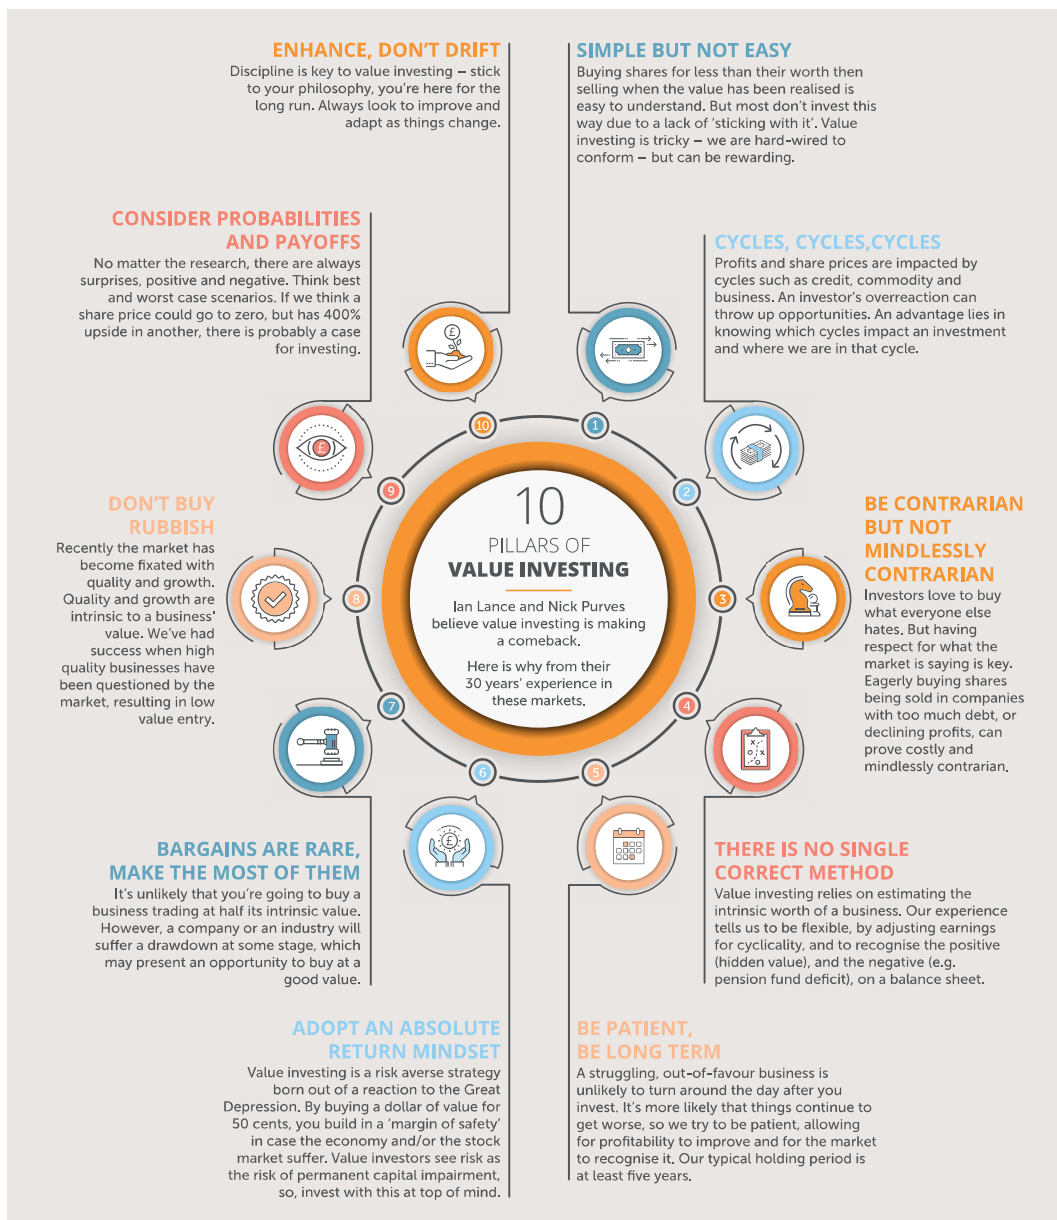 10
PILLARS OF
VALUE INVESTING
Ian Lance and Nick Purves
believe value investing is making
a comeback.
Here is why from their
30 years' experience in
these markets.
1
SIMPLE BUT NOT EASY
Buying shares for less than their worth then
selling when the value has been realised is
easy to understand. But most don't invest this
way due to a lack of 'sticking with it'. Value
investing is tricky – we are hard-wired to
conform – but can be rewarding.
2
CYCLES, CYCLES,CYCLES
Profits and share prices are impacted by
cycles such as credit, commodity and
business. An investor's overreaction can
throw up opportunities. An advantage lies in
knowing which cycles impact an investment
and where we are in that cycle.
3
BE CONTRARIAN
BUT NOT
MINDLESSLY
CONTRARIAN
Investors love to buy
what everyone else
hates. But having
respect for what the
market is saying is key.
Eagerly buying shares
being sold in companies
with too much debt, or
declining profits, can
prove costly and
mindlessly contrarian.
4
THERE IS NO SINGLE
CORRECT METHOD
Value investing relies on estimating the
intrinsic worth of a business. Our experience
tells us to be flexible, by adjusting earnings
for cyclicality, and to recognise the positive
(hidden value), and the negative (e.g.
pension fund deficit), on a balance sheet.
5
BE PATIENT,
BE LONG TERM
A struggling, out-of-favour business is
unlikely to turn around the day after you
invest. It's more likely that things continue to
get worse, so we try to be patient, allowing
for profitability to improve and for the market
to recognise it. Our typical holding period is
at least five years.
6
£
ADOPT AN ABSOLUTE
RETURN MINDSET
Value investing is a risk averse strategy
born out of a reaction to the Great
Depression. By buying a dollar of value for
50 cents, you build in a 'margin of safety'
in case the economy and/or the stock
market suffer. Value investors see risk as
the risk of permanent capital impairment,
so, invest with this at top of mind.
7
BARGAINS ARE RARE,
MAKE THE MOST OF THEM
It's unlikely that you're going to buy a
business trading at half its intrinsic value.
However, a company or an industry will
suffer a drawdown at some stage, which
may present an opportunity to buy at a
good value.
8
DON'T BUY
RUBBISH
Recently the market has
become fixated with
quality and growth.
Quality and growth are
intrinsic to a business'
value. We've had
success when high
quality businesses have
been questioned by the
market, resulting in low
value entry.
9
£
CONSIDER PROBABILITIES
AND PAYOFFS
No matter the research, there are always
surprises, positive and negative. Think best
and worst case scenarios. If we think a
share price could go to zero, but has 400%
upside in another, there is probably a case
for investing.
10
£
ENHANCE, DON'T DRIFT
Discipline is key to value investing – stick
to your philosophy, you're here for the
long run. Always look to improve and
adapt as things change.